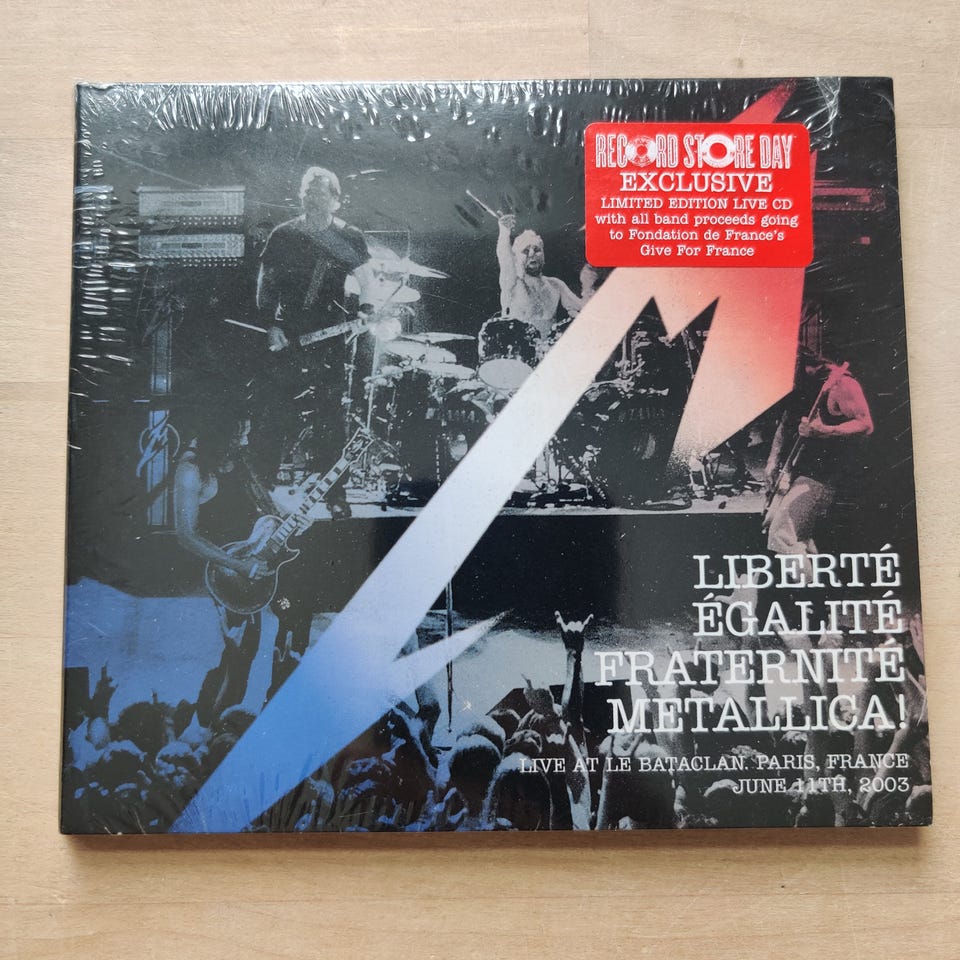 RECORD STORE DAY
EXCLUSIVE
LIMITED EDITION LIVE CD
with all band proceeds going
to Fondation de France's
Give For France
LIBERTÉ
ÉGALITÉ
FRATERNITÉ
METALLICA!
LIVE AT LE BATACLAN. PARIS, FRANCE
JUNE 11TH, 2003